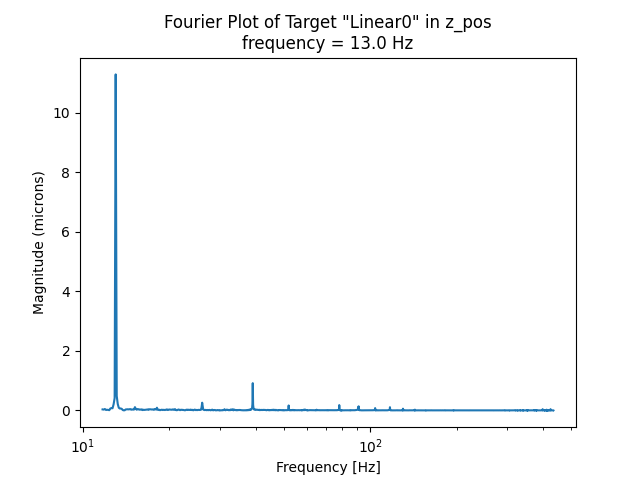 Fourier Plot of Target "Linear0" in z_pos
frequency = 13.0 Hz
10
8
6
4
2
0
Magnitude (microns)
10¹
10²
Frequency [Hz]